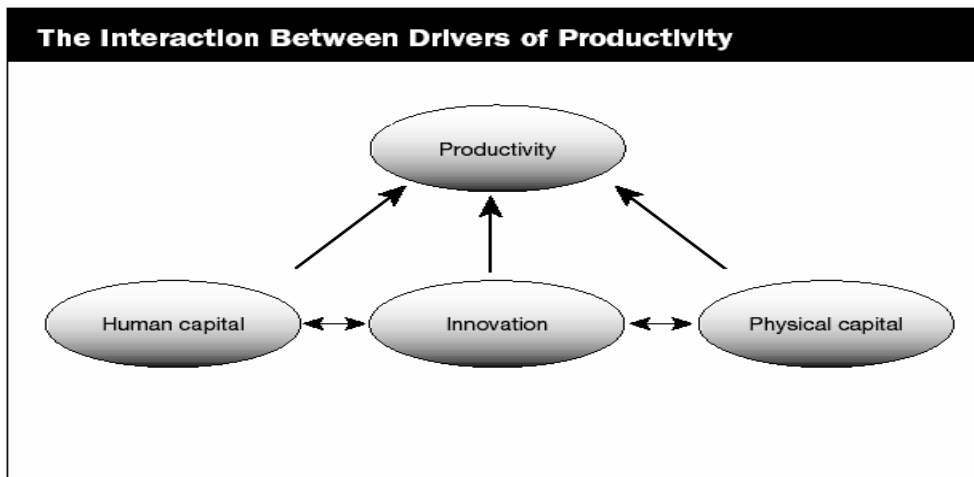 The Interaction Between Drivers of Productivity
Productivity
Human capital
Innovation
Physical capital